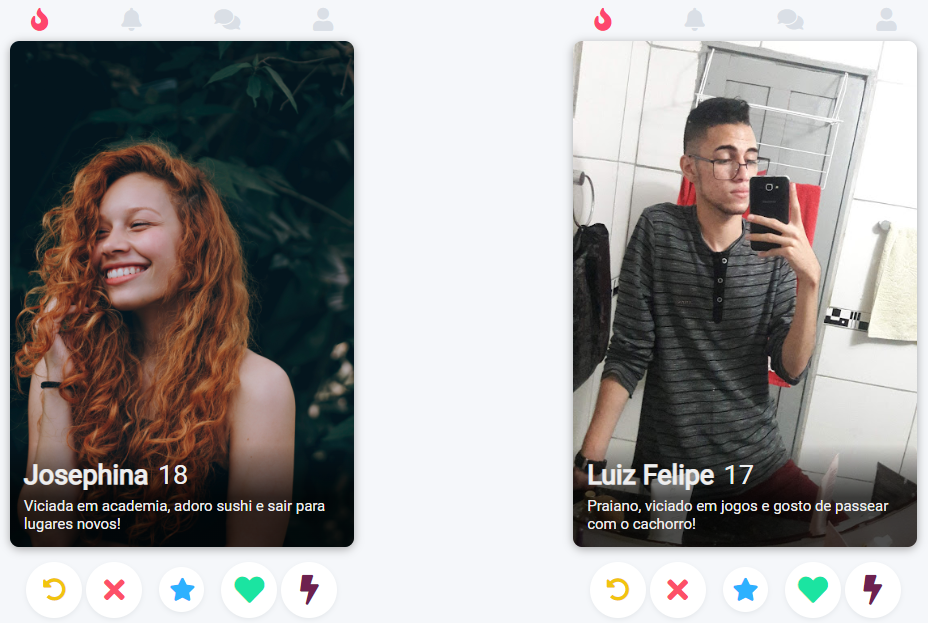 Josephina 18
Viciada em academia, adoro sushi e sair para
lugares novos!
Luiz Felipe 17
Praiano, viciado em jogos e gosto de passear
com o cachorro!